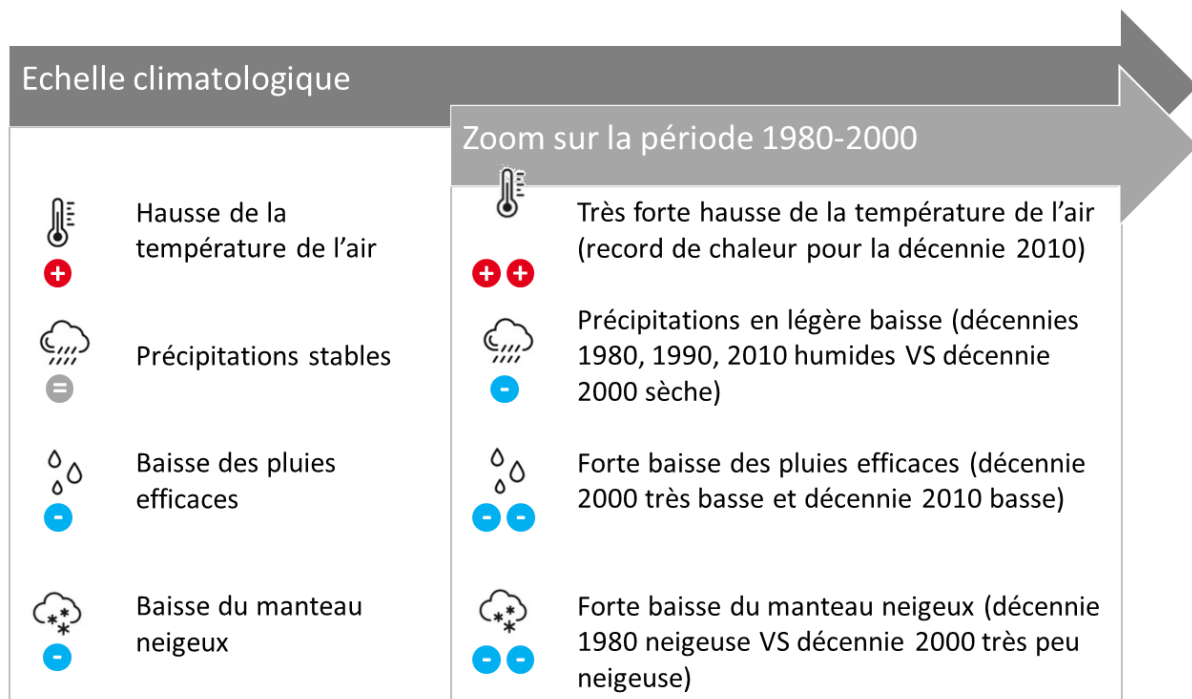 Echelle climatologique
Zoom sur la période 1980-2000
Hausse de la
température de l’air
+
Très forte hausse de la température de l’air
(record de chaleur pour la décennie 2010)
+ +
Précipitations stables
=
Précipitations en légère baisse (décennies
1980, 1990, 2010 humides VS décennie
2000 sèche)
-
Baisse des pluies
efficaces
-
Forte baisse des pluies efficaces (décennie
2000 très basse et décennie 2010 basse)
- -
Baisse du manteau
neigeux
-
Forte baisse du manteau neigeux (décennie
1980 neigeuse VS décennie 2000 très peu
neigeuse)
- -